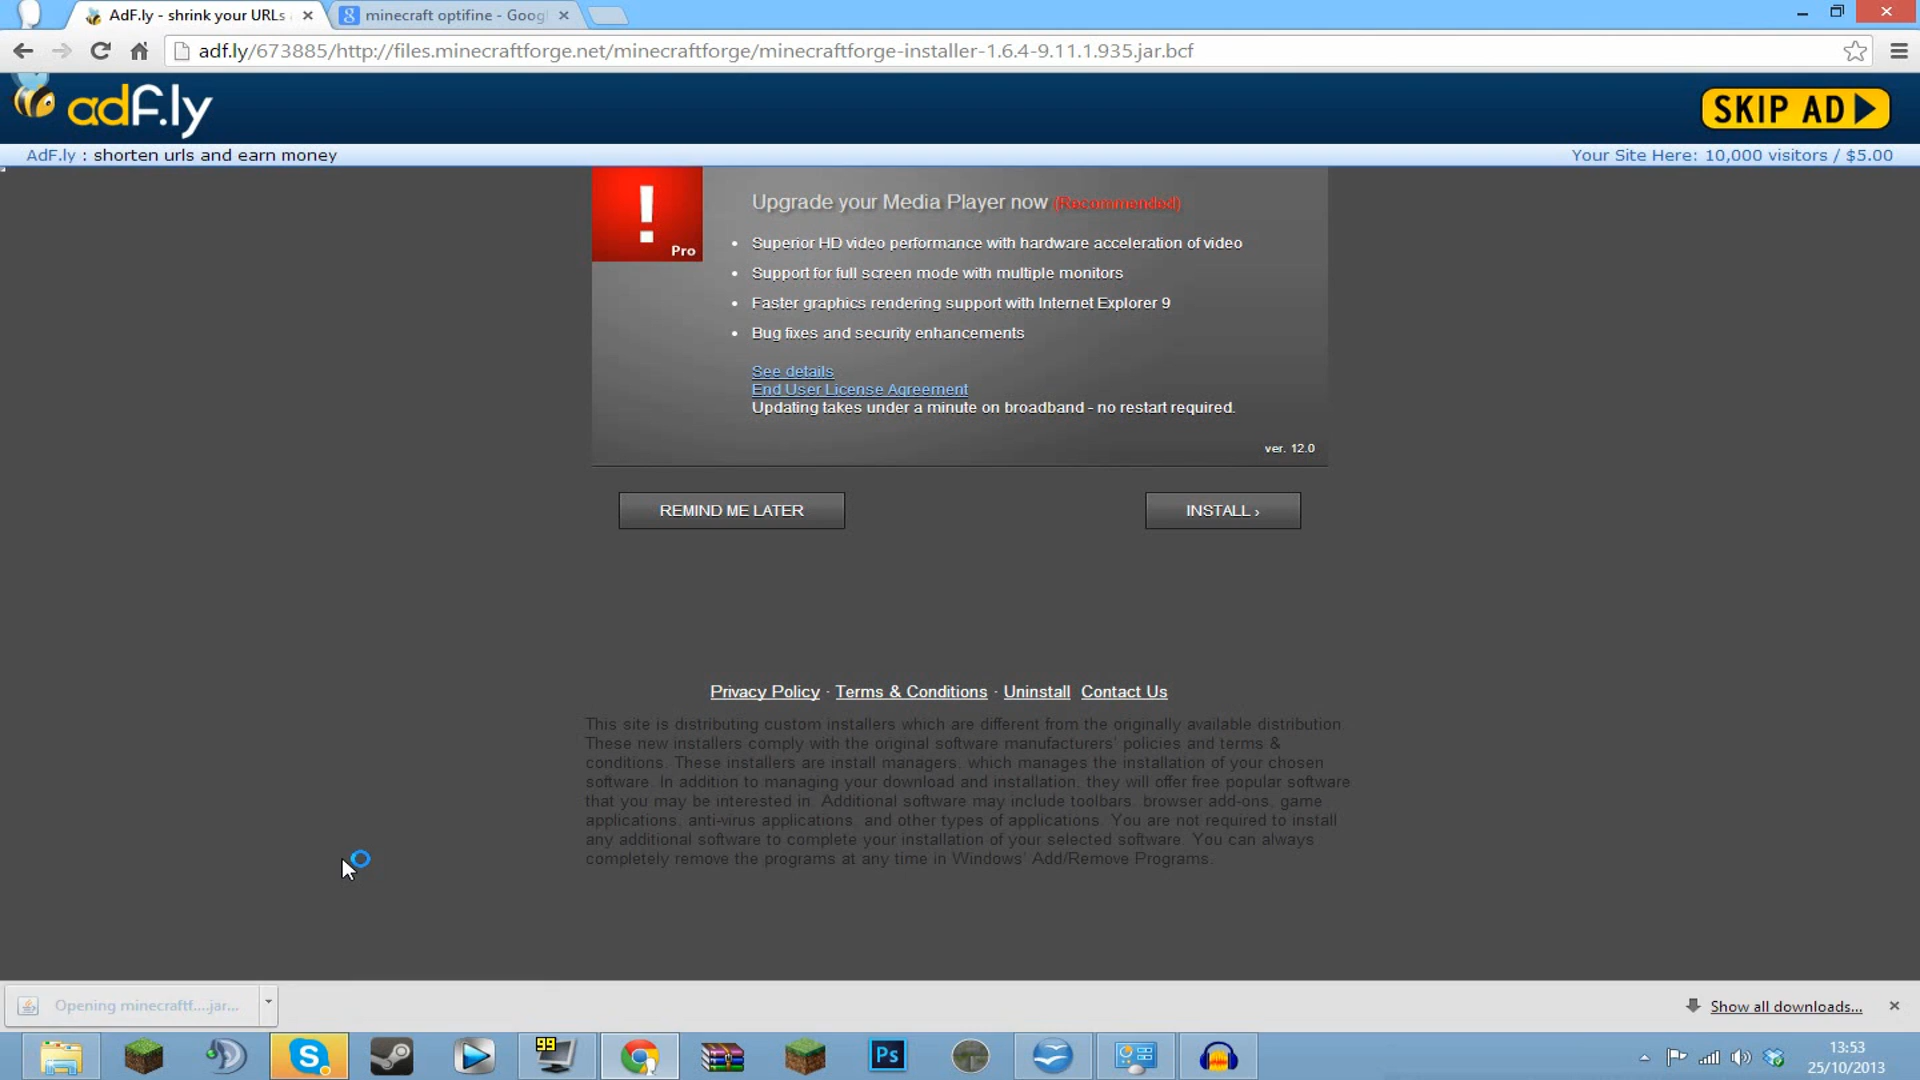 AdF.ly - shrink your URLs
minecraft optifine - Goog
adf.ly/673885/http://files.minecraftforge.net/minecraftforge/minecraftforge-installer-1.6.4-9.11.1.935.jar.bcf
adF.ly
SKIP AD
AdF.ly : shorten urls and earn money
Your Site Here: 10,000 visitors / $5.00
! Pro
Upgrade your Media Player now (Recommended)
• Superior HD video performance with hardware acceleration of video
• Support for full screen mode with multiple monitors
• Faster graphics rendering support with Internet Explorer 9
• Bug fixes and security enhancements
See details
End User License Agreement
Updating takes under a minute on broadband - no restart required.
ver. 12.0
REMIND ME LATER
INSTALL ›
Privacy Policy · Terms & Conditions · Uninstall Contact Us
This site is distributing custom installers which are different from the originally available distribution.
These new installers comply with the original software manufacturers' policies and terms &
conditions. These installers are install managers, which manages the installation of your chosen
software. In addition to managing your download and installation, they will offer free popular software
that you may be interested in. Additional software may include toolbars, browser add-ons, game
applications, anti-virus applications, and other types of applications. You are not required to install
any additional software to complete your installation of your selected software. You can always
completely remove the programs at any time in Windows' Add/Remove Programs.
Opening minecraftf....jar...
Show all downloads...
S
99
Ps
13:53
25/10/2013